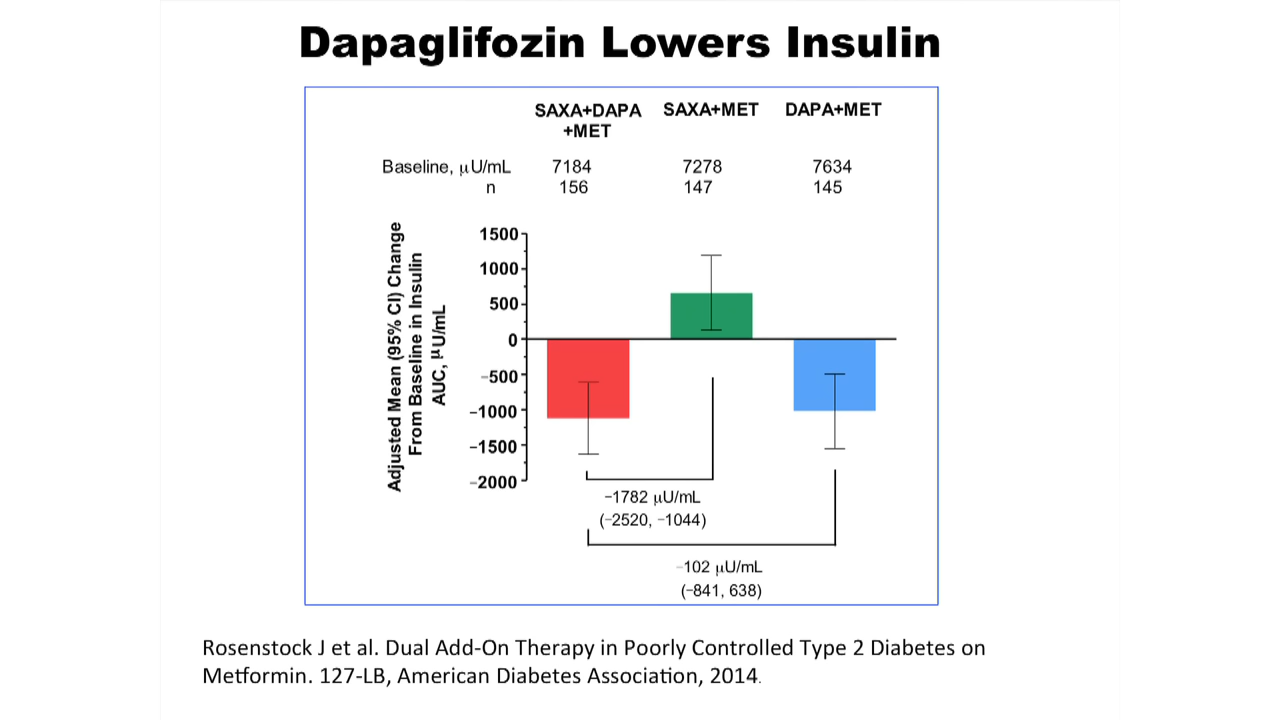 Dapaglifozin Lowers Insulin
SAXA+DAPA
+MET
SAXA+MET
DAPA+MET
Baseline, μU/mL 7184 7278 7634
n 156 147 145
Adjusted Mean (95% CI) Change
From Baseline in Insulin
AUC, μU/mL
1500
1000
500
0
−500
−1000
−1500
−2000
−1782 μU/mL
(−2520, −1044)
−102 μU/mL
(−841, 638)
Rosenstock J et al. Dual Add-On Therapy in Poorly Controlled Type 2 Diabetes on
Metformin. 127-LB, American Diabetes Association, 2014.